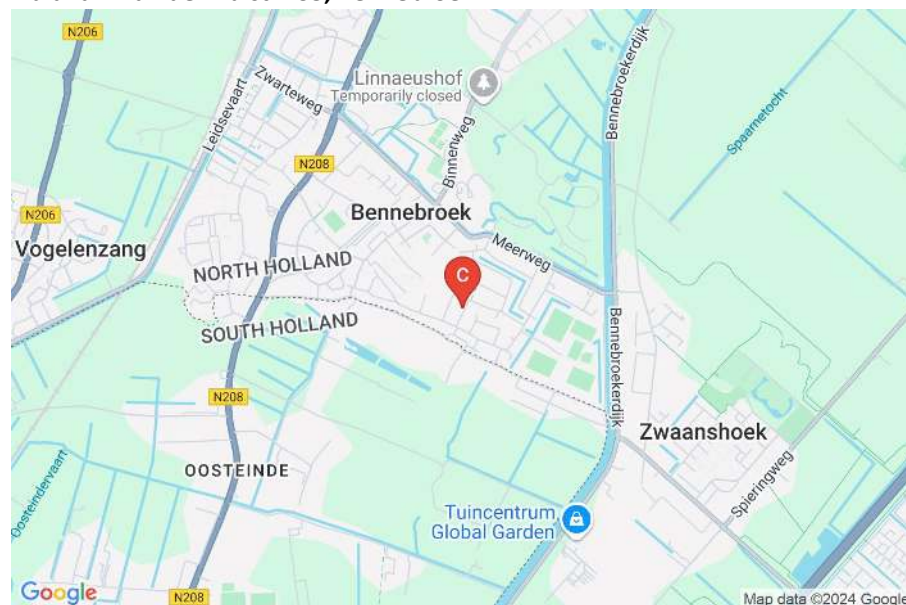 N206
Zwarteweg
Leidsevaart
Linnaeushof
Temporarily closed
Binnenweg
Bennebroekerdijk
Spaarnetocht
N208
N206
Bennebroek
Vogelenzang
NORTH HOLLAND
Meerweg
C
SOUTH HOLLAND
Bennebroekerdijk
N208
Zwaanshoek
OOSTEINDE
Oosteindervaart
Spieringweg
Tuincentrum
Global Garden
Google
N208
Map data ©2024 Google